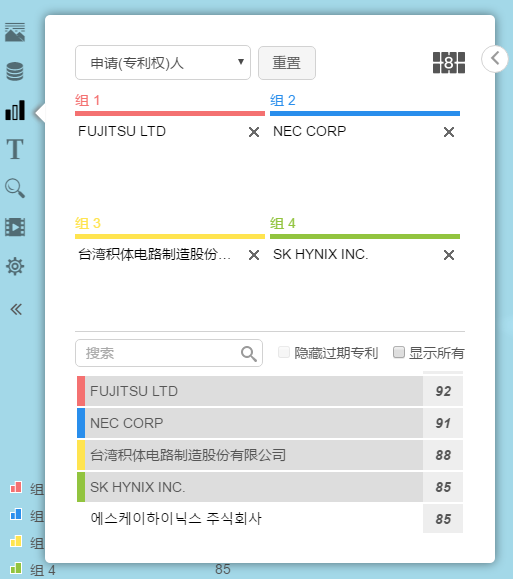 申请(专利权)人
重置
8
组 1
组 2
FUJITSU LTD
NEC CORP
组 3
组 4
台湾积体电路制造股份…
SK HYNIX INC.
搜索
隐藏过期专利
显示所有
FUJITSU LTD 92
NEC CORP 91
台湾积体电路制造股份有限公司 88
SK HYNIX INC. 85
에스케이하이닉스 주식회사 85
组
组
组
组 4 85